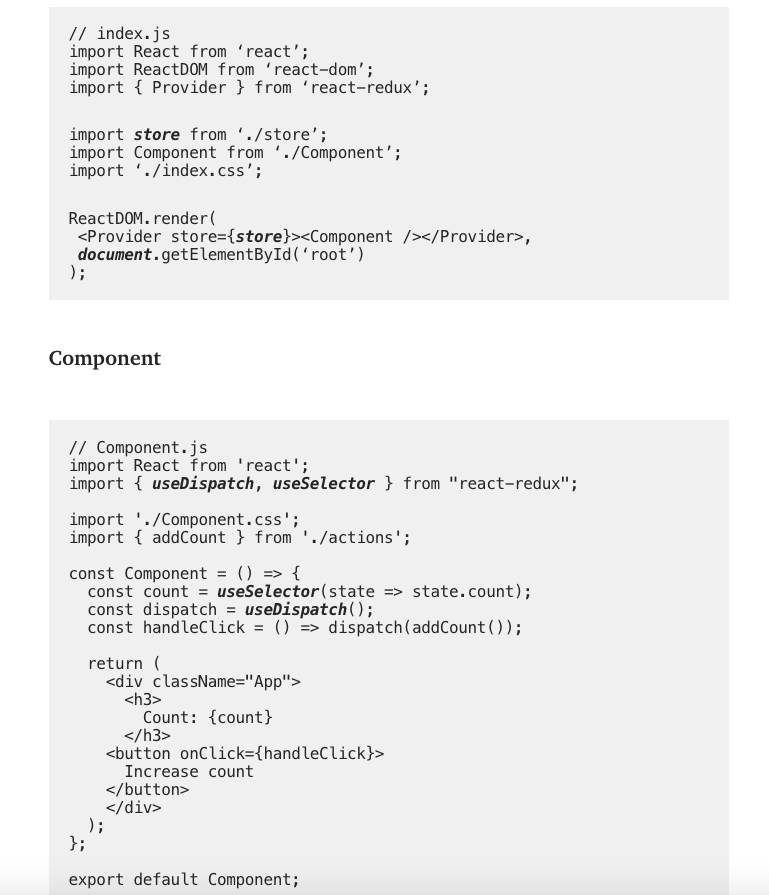 // index.js
import React from ‘react’;
import ReactDOM from ‘react-dom’;
import { Provider } from ‘react-redux’;
import store from ‘./store’;
import Component from ‘./Component’;
import ‘./index.css’;
ReactDOM.render(
 <Provider store={store}><Component /></Provider>,
 document.getElementById(‘root’)
);
Component
// Component.js
import React from 'react';
import { useDispatch, useSelector } from "react-redux";
import './Component.css';
import { addCount } from './actions';
const Component = () => {
  const count = useSelector(state => state.count);
  const dispatch = useDispatch();
  const handleClick = () => dispatch(addCount());
  return (
    <div className="App">
      <h3>
        Count: {count}
      </h3>
    <button onClick={handleClick}>
      Increase count
    </button>
    </div>
  );
};
export default Component;